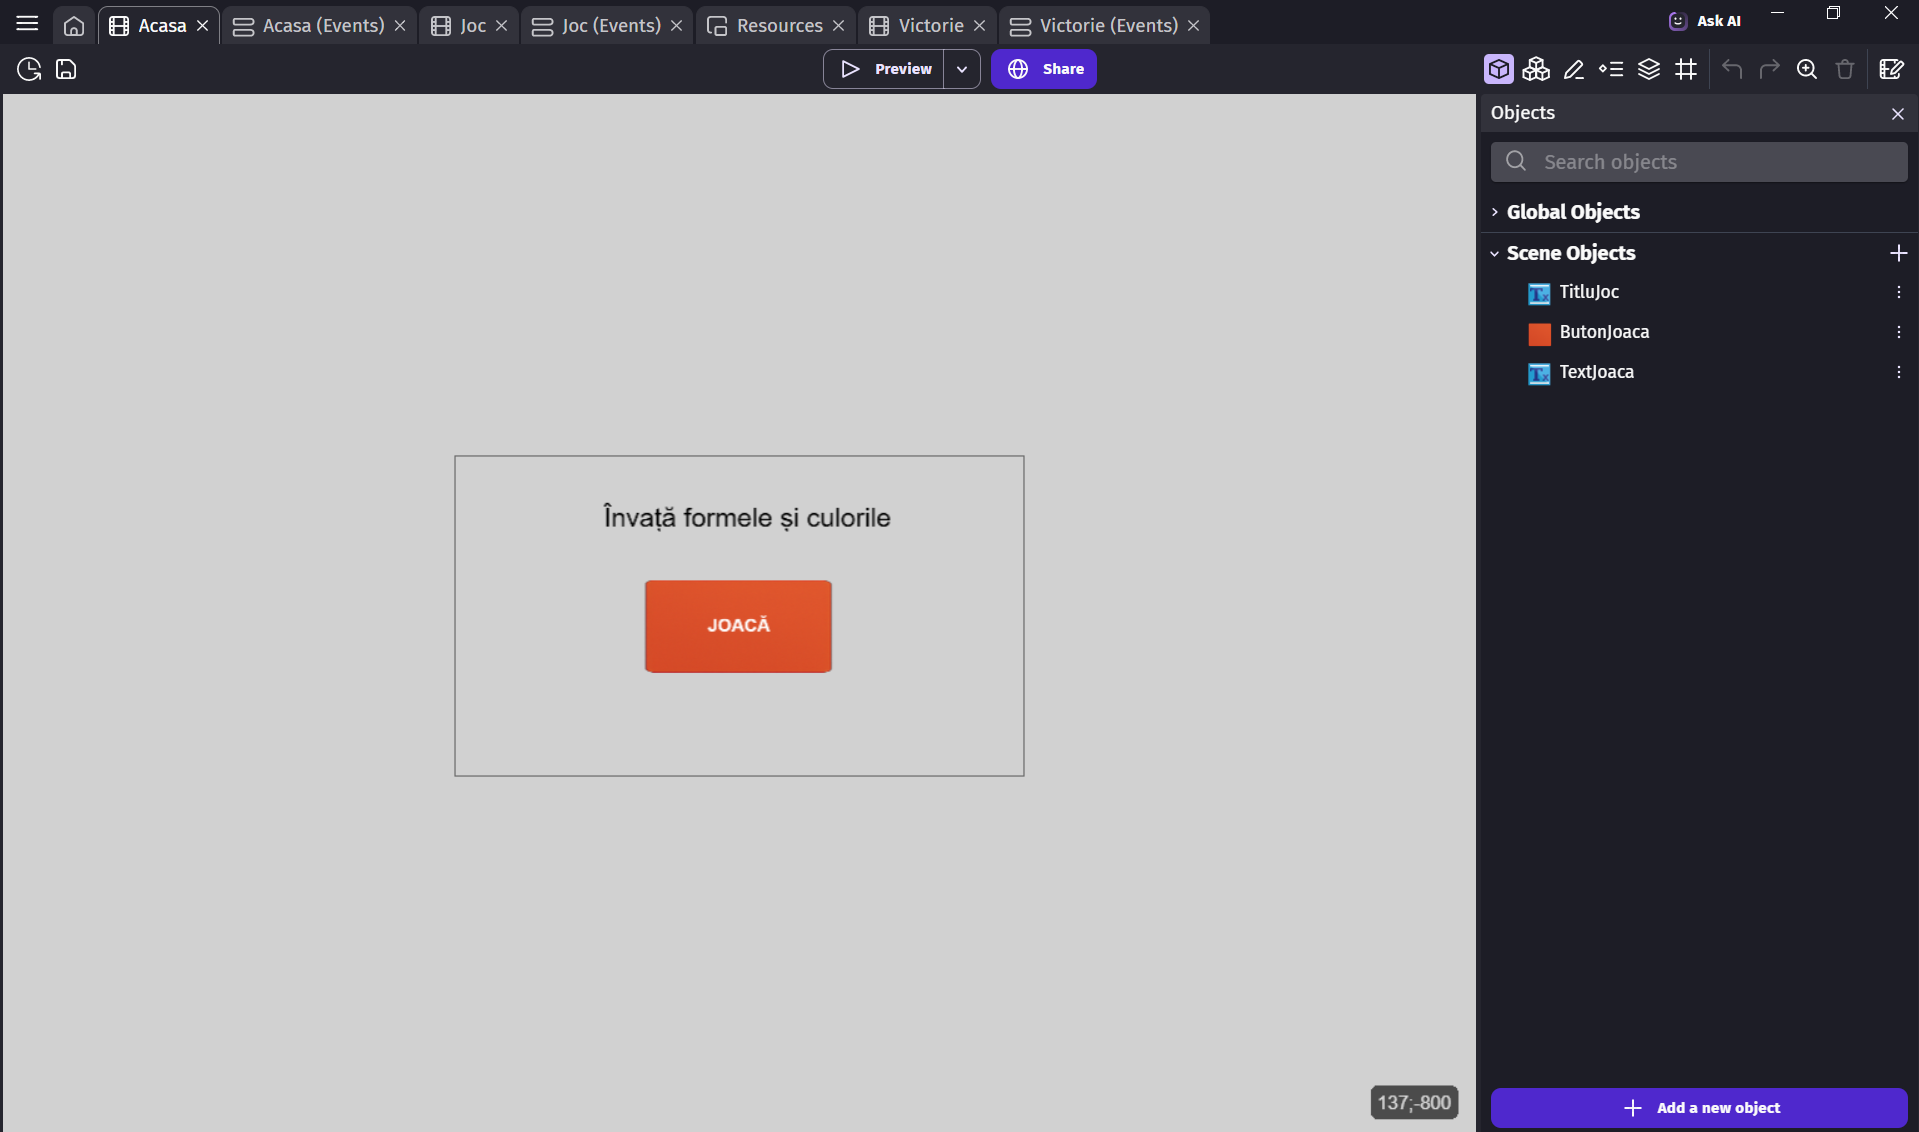 Acasa
Acasa (Events)
Joc
Joc (Events)
Resources
Victorie
Victorie (Events)
Ask AI
Preview
Share
Objects
Search objects
Global Objects
Scene Objects
TitluJoc
ButonJoaca
TextJoaca
Învață formele și culorile
JOACĂ
137;-800
Add a new object